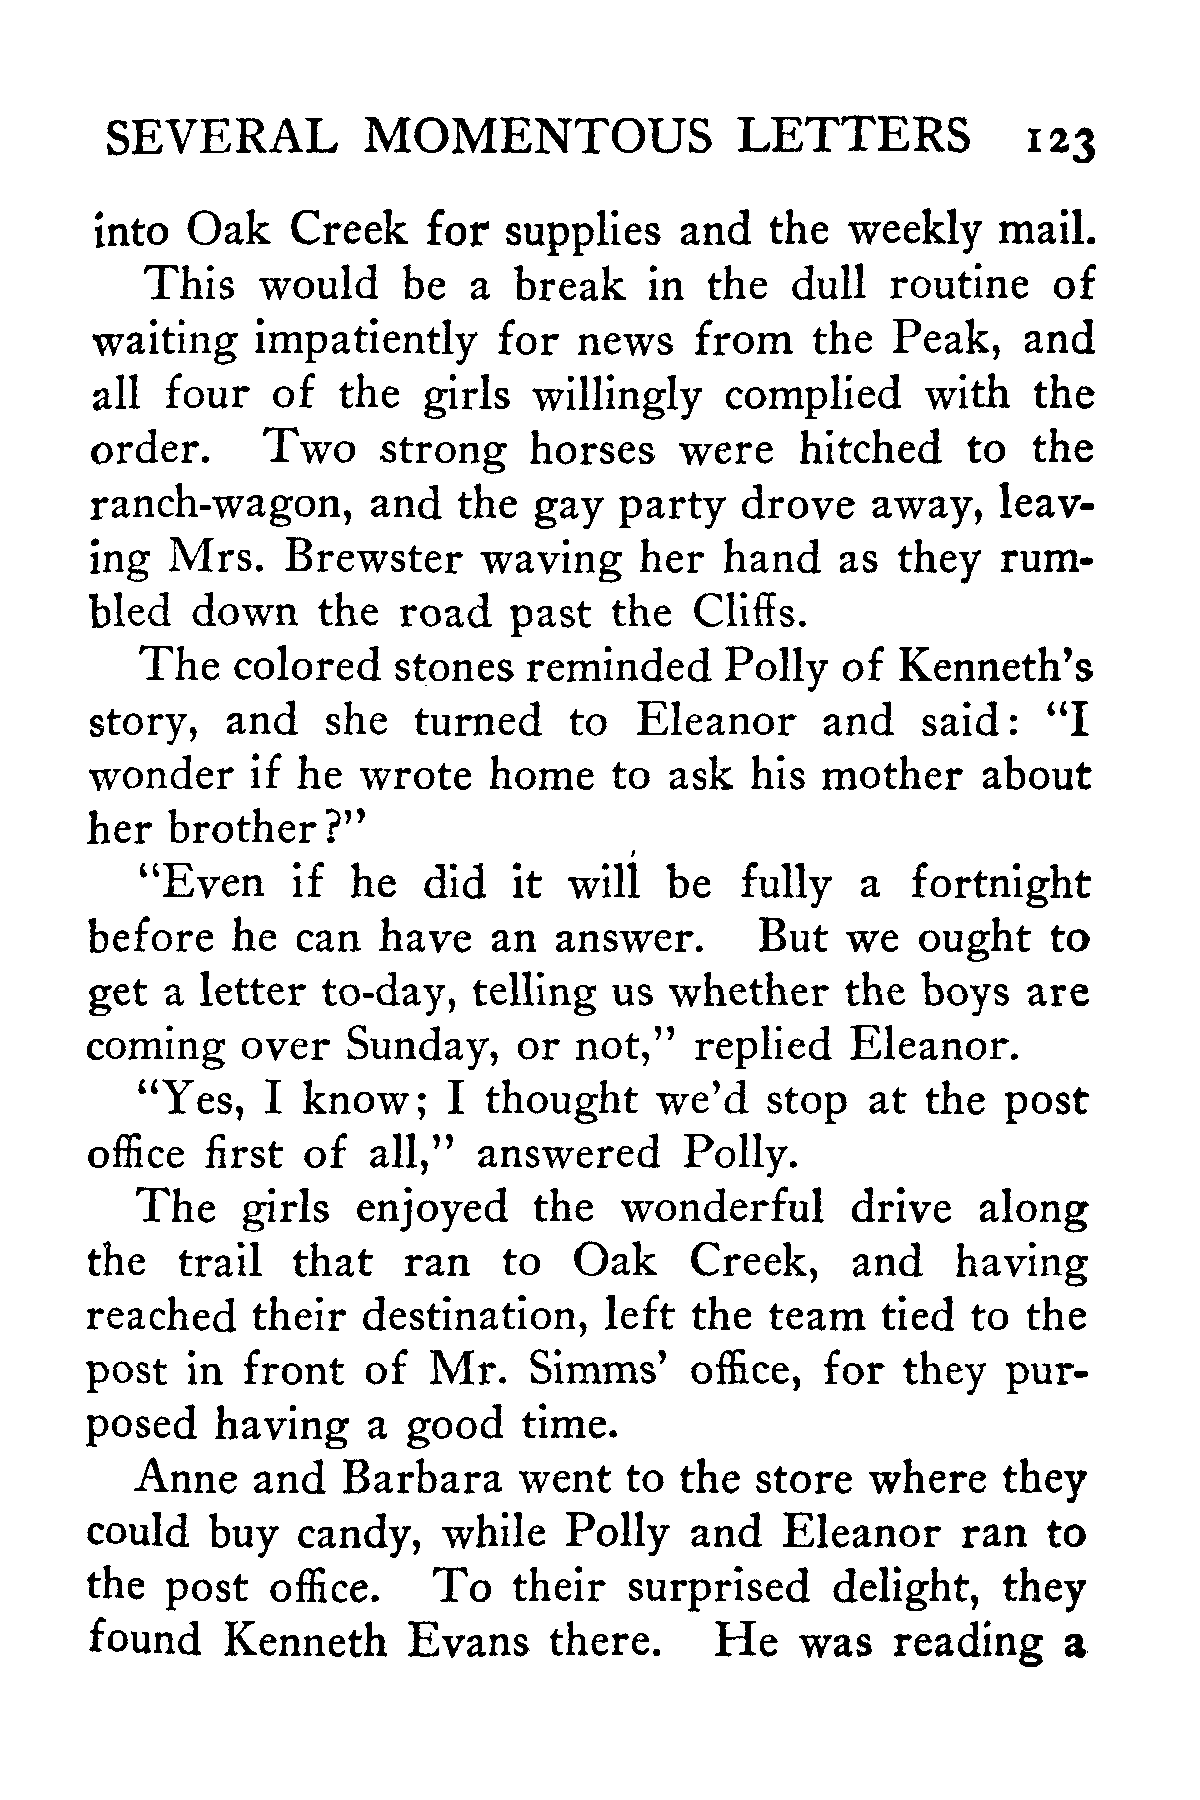 SEVERAL MOMENTOUS LETTERS 123
into Oak Creek for supplies and the weekly mail.
This would be a break in the dull routine of
waiting impatiently for news from the Peak, and
all four of the girls willingly complied with the
order. Two strong horses were hitched to the
ranch-wagon, and the gay party drove away, leav-
ing Mrs. Brewster waving her hand as they rum-
bled down the road past the Cliffs.
The colored stones reminded Polly of Kenneth's
story, and she turned to Eleanor and said: "I
wonder if he wrote home to ask his mother about
her brother?"
"Even if he did it will be fully a fortnight
before he can have an answer. But we ought to
get a letter to-day, telling us whether the boys are
coming over Sunday, or not," replied Eleanor.
"Yes, I know; I thought we'd stop at the post
office first of all," answered Polly.
The girls enjoyed the wonderful drive along
the trail that ran to Oak Creek, and having
reached their destination, left the team tied to the
post in front of Mr. Simms' office, for they pur-
posed having a good time.
Anne and Barbara went to the store where they
could buy candy, while Polly and Eleanor ran to
the post office. To their surprised delight, they
found Kenneth Evans there. He was reading a